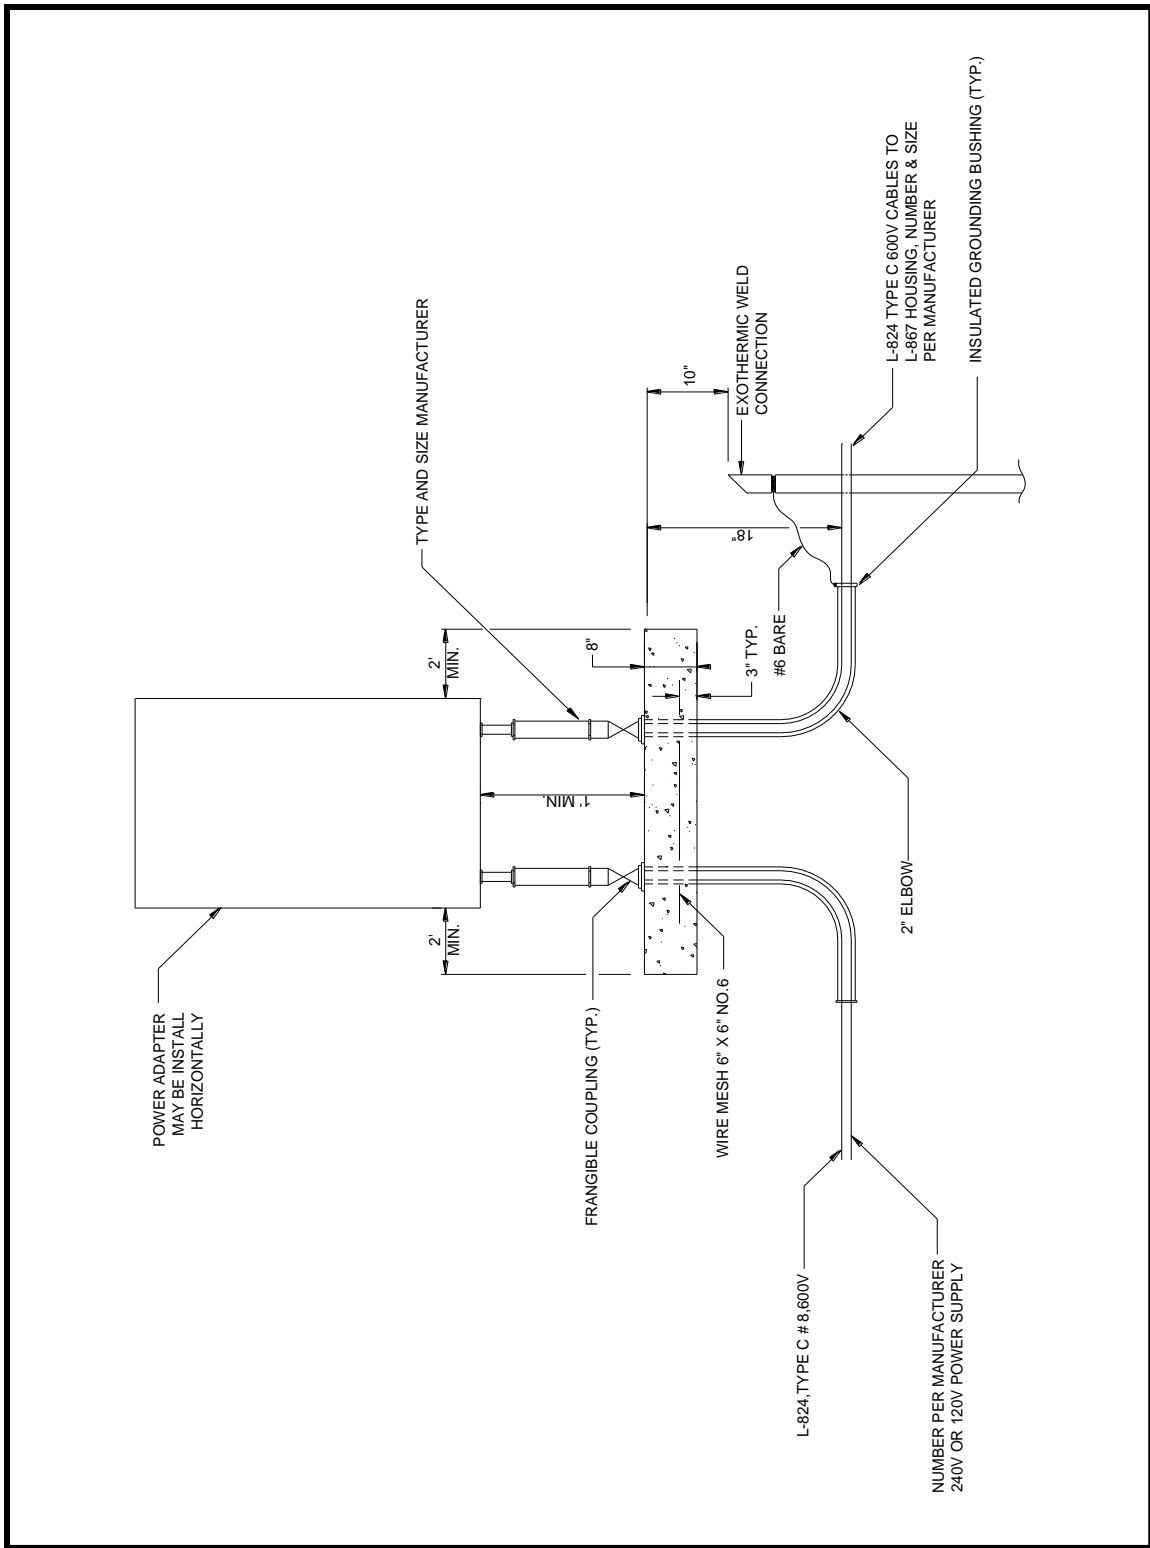 POWER ADAPTER
MAY BE INSTALL
HORIZONTALLY
2'
MIN.
2'
MIN.
TYPE AND SIZE MANUFACTURER
1' MIN.
FRANGIBLE COUPLING (TYP.)
8"
10"
EXOTHERMIC WELD
CONNECTION
18"
3" TYP.
#6 BARE
WIRE MESH 6" X 6" NO.6
L-824 TYPE C 600V CABLES TO
L-867 HOUSING, NUMBER & SIZE
PER MANUFACTURER
INSULATED GROUNDING BUSHING (TYP.)
2" ELBOW
L-824,TYPE C # 8,600V
NUMBER PER MANUFACTURER
240V OR 120V POWER SUPPLY